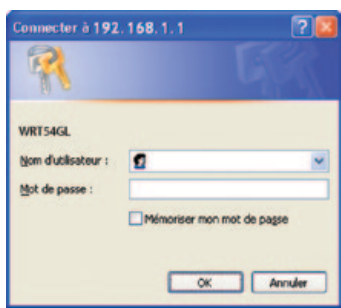 Connecter à 192.168.1.1
WRT54GL
Nom d'utilisateur :
Mot de passe :
Mémoriser mon mot de passe
OK Annuler